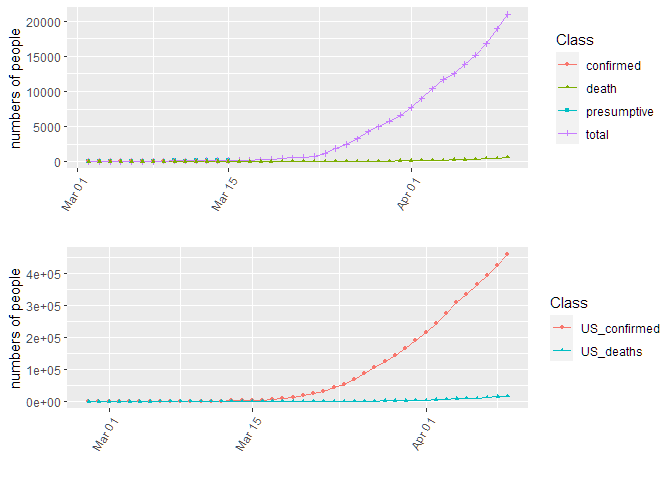 numbers of people
20000
15000
10000
5000
0
Mar 01
Mar 15
Apr 01
Class
confirmed
death
presumptive
total
numbers of people
4e+05
3e+05
2e+05
1e+05
0e+00
Mar 01
Mar 15
Apr 01
Class
US_confirmed
US_deaths